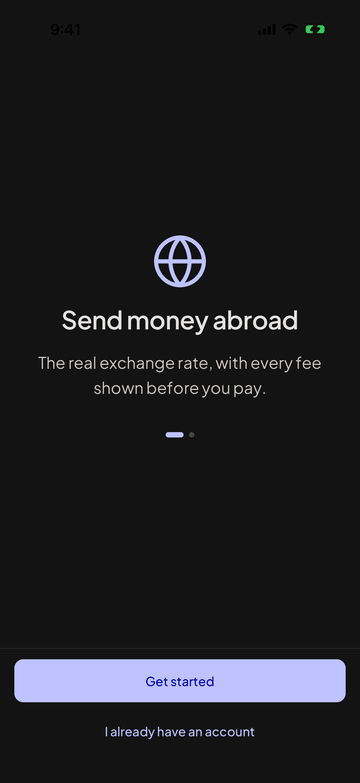 9:41
Send money abroad
The real exchange rate, with every fee
shown before you pay.
Get started
I already have an account